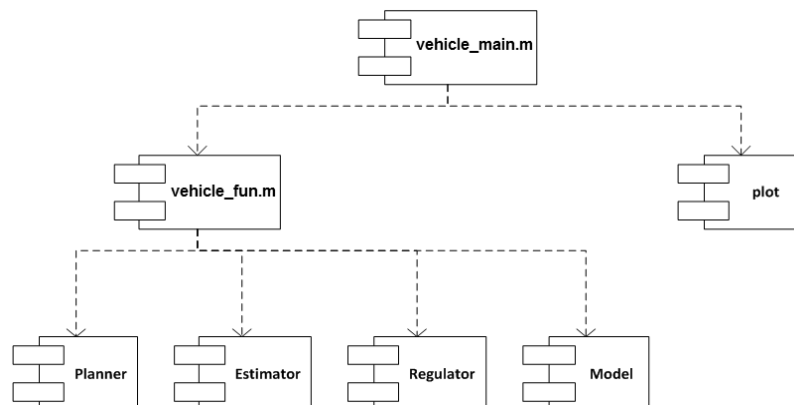 vehicle_main.m
vehicle_fun.m
plot
Planner
Estimator
Regulator
Model